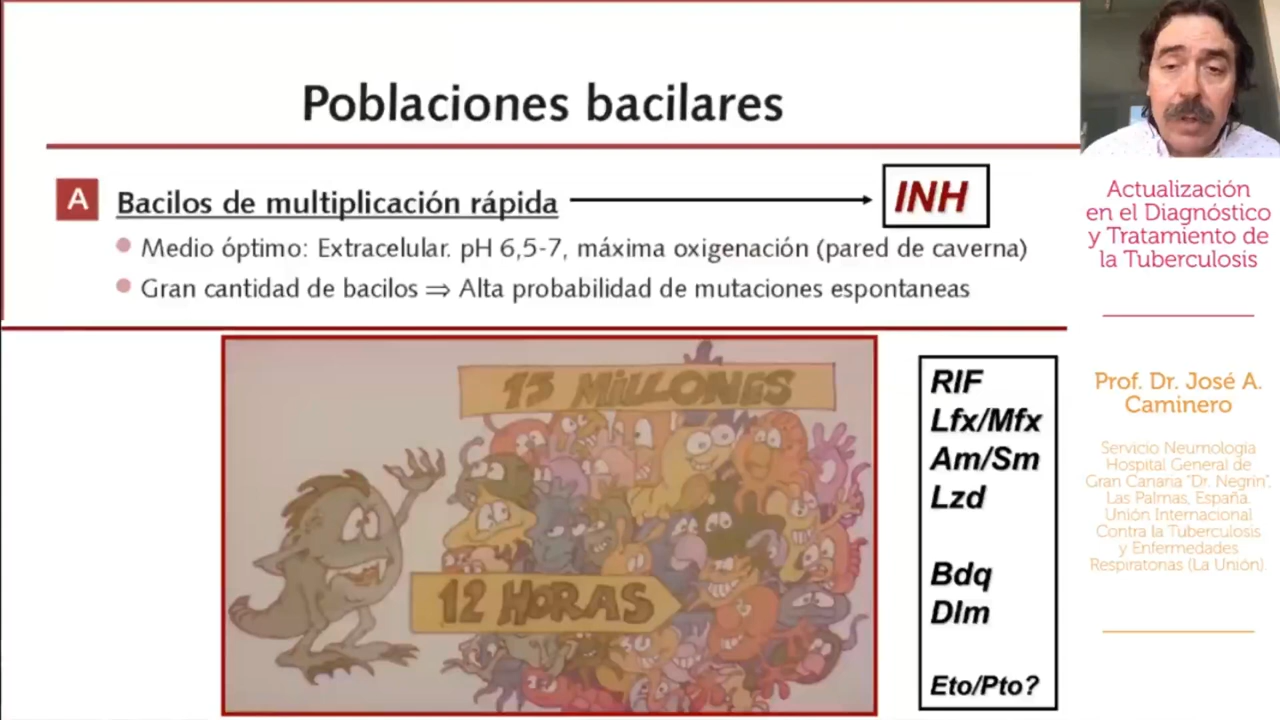 Poblaciones bacilares
A Bacilos de multiplicación rápida
INH
Medio óptimo: Extracelular. pH 6,5-7, máxima oxigenación (pared de caverna)
Gran cantidad de bacilos ⇒ Alta probabilidad de mutaciones espontaneas
15 MILLONES
12 HORAS
RIF
Lfx/Mfx
Am/Sm
Lzd
Bdq
Dlm
Eto/Pto?
Actualización
en el Diagnóstico
y Tratamiento de
la Tuberculosis
Prof. Dr. José A.
Caminero
Servicio Neumologia
Hospital General de
Gran Canaria "Dr. Negrin",
Las Palmas, España.
Unión Internacional
Contra la Tuberculosis
y Enfermedades
Respiratorias (La Unión)